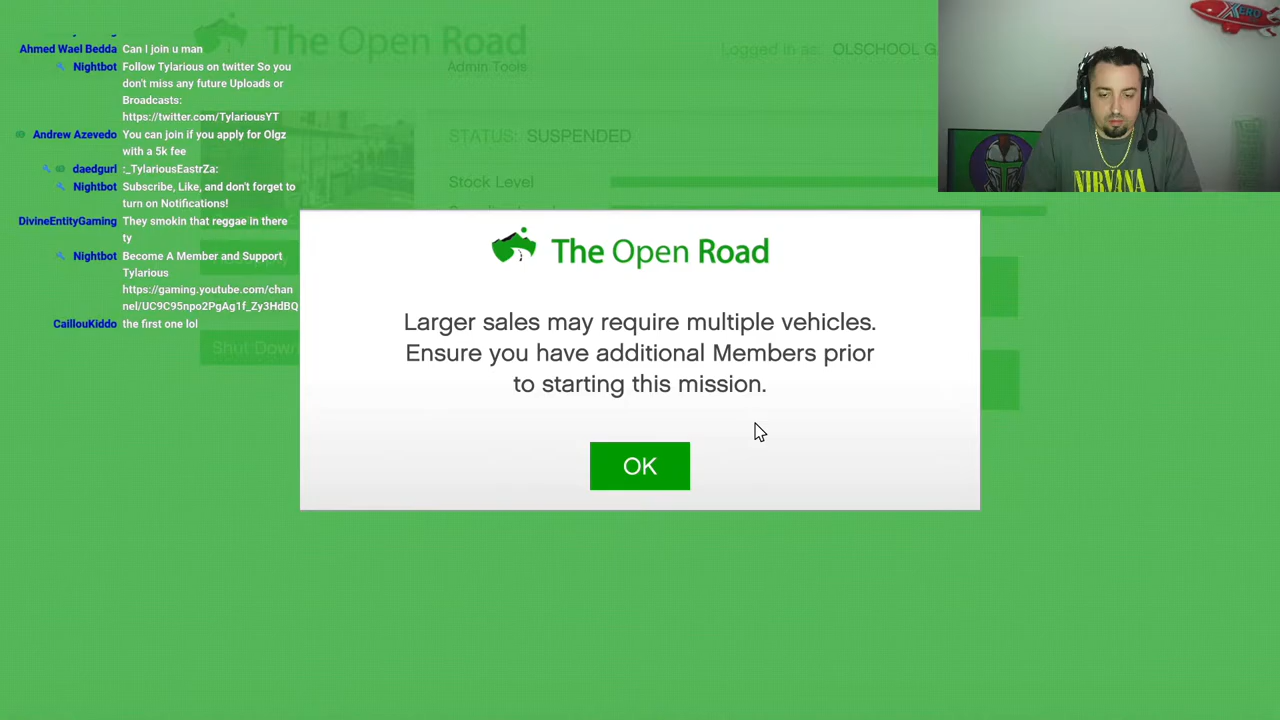 The Open Road
Admin Tools
Logged in as: OLSCHOOL G
STATUS: SUSPENDED
Stock Level
Ahmed Wael Bedda Can I join u man
Nightbot Follow Tylarious on twitter So you
don't miss any future Uploads or
Broadcasts:
https://twitter.com/TylariousYT
Andrew Azevedo You can join if you apply for Olgz
with a 5k fee
daedgurl :_TylariousEastrZa:
Nightbot Subscribe, Like, and don't forget to
turn on Notifications!
DivineEntityGaming They smokin that reggae in there
ty
Nightbot Become A Member and Support
Tylarious
https://gaming.youtube.com/chan
nel/UC9C95npo2PgAg1f_Zy3HdBQ
CaillouKiddo the first one lol
Shut Down
The Open Road
Larger sales may require multiple vehicles.
Ensure you have additional Members prior
to starting this mission.
OK
XERO
NIRVANA